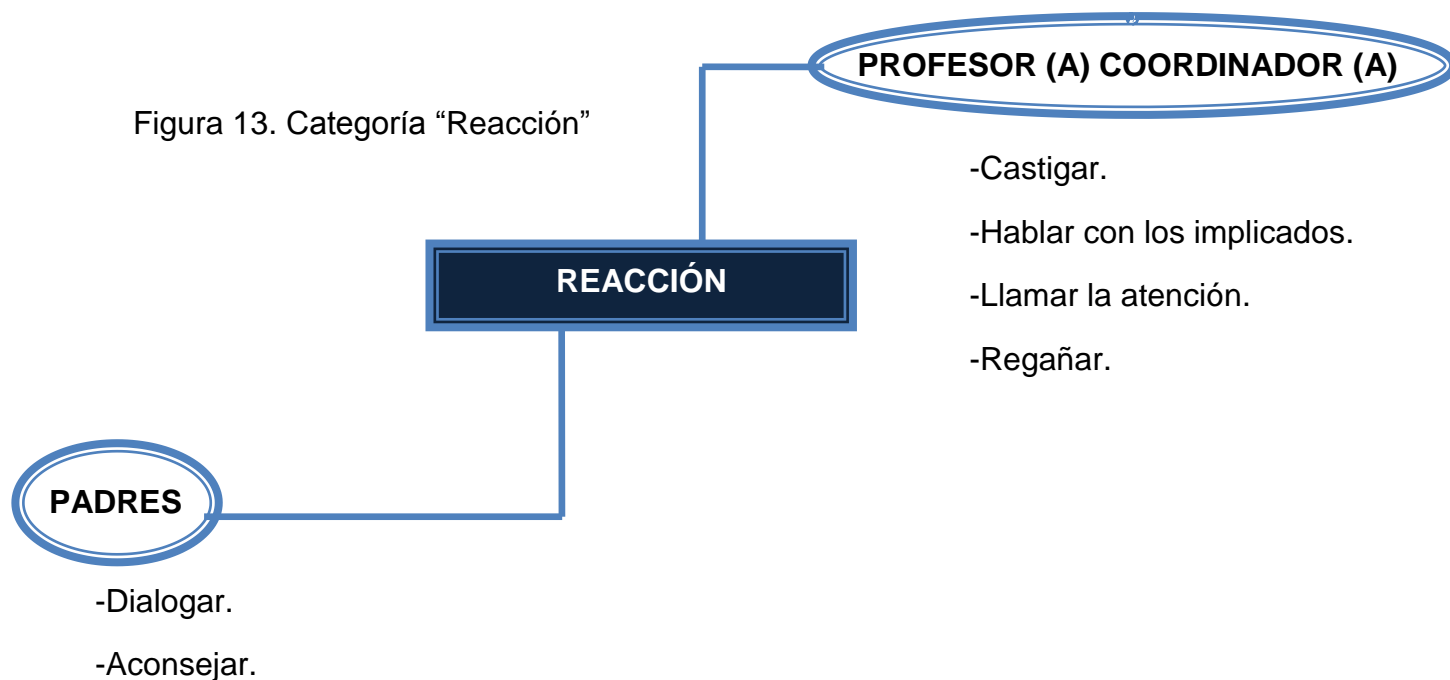 PROFESOR (A) COORDINADOR (A)
Figura 13. Categoría “Reacción”
-Castigar.
-Hablar con los implicados.
-Llamar la atención.
-Regañar.
REACCIÓN
PADRES
-Dialogar.
-Aconsejar.